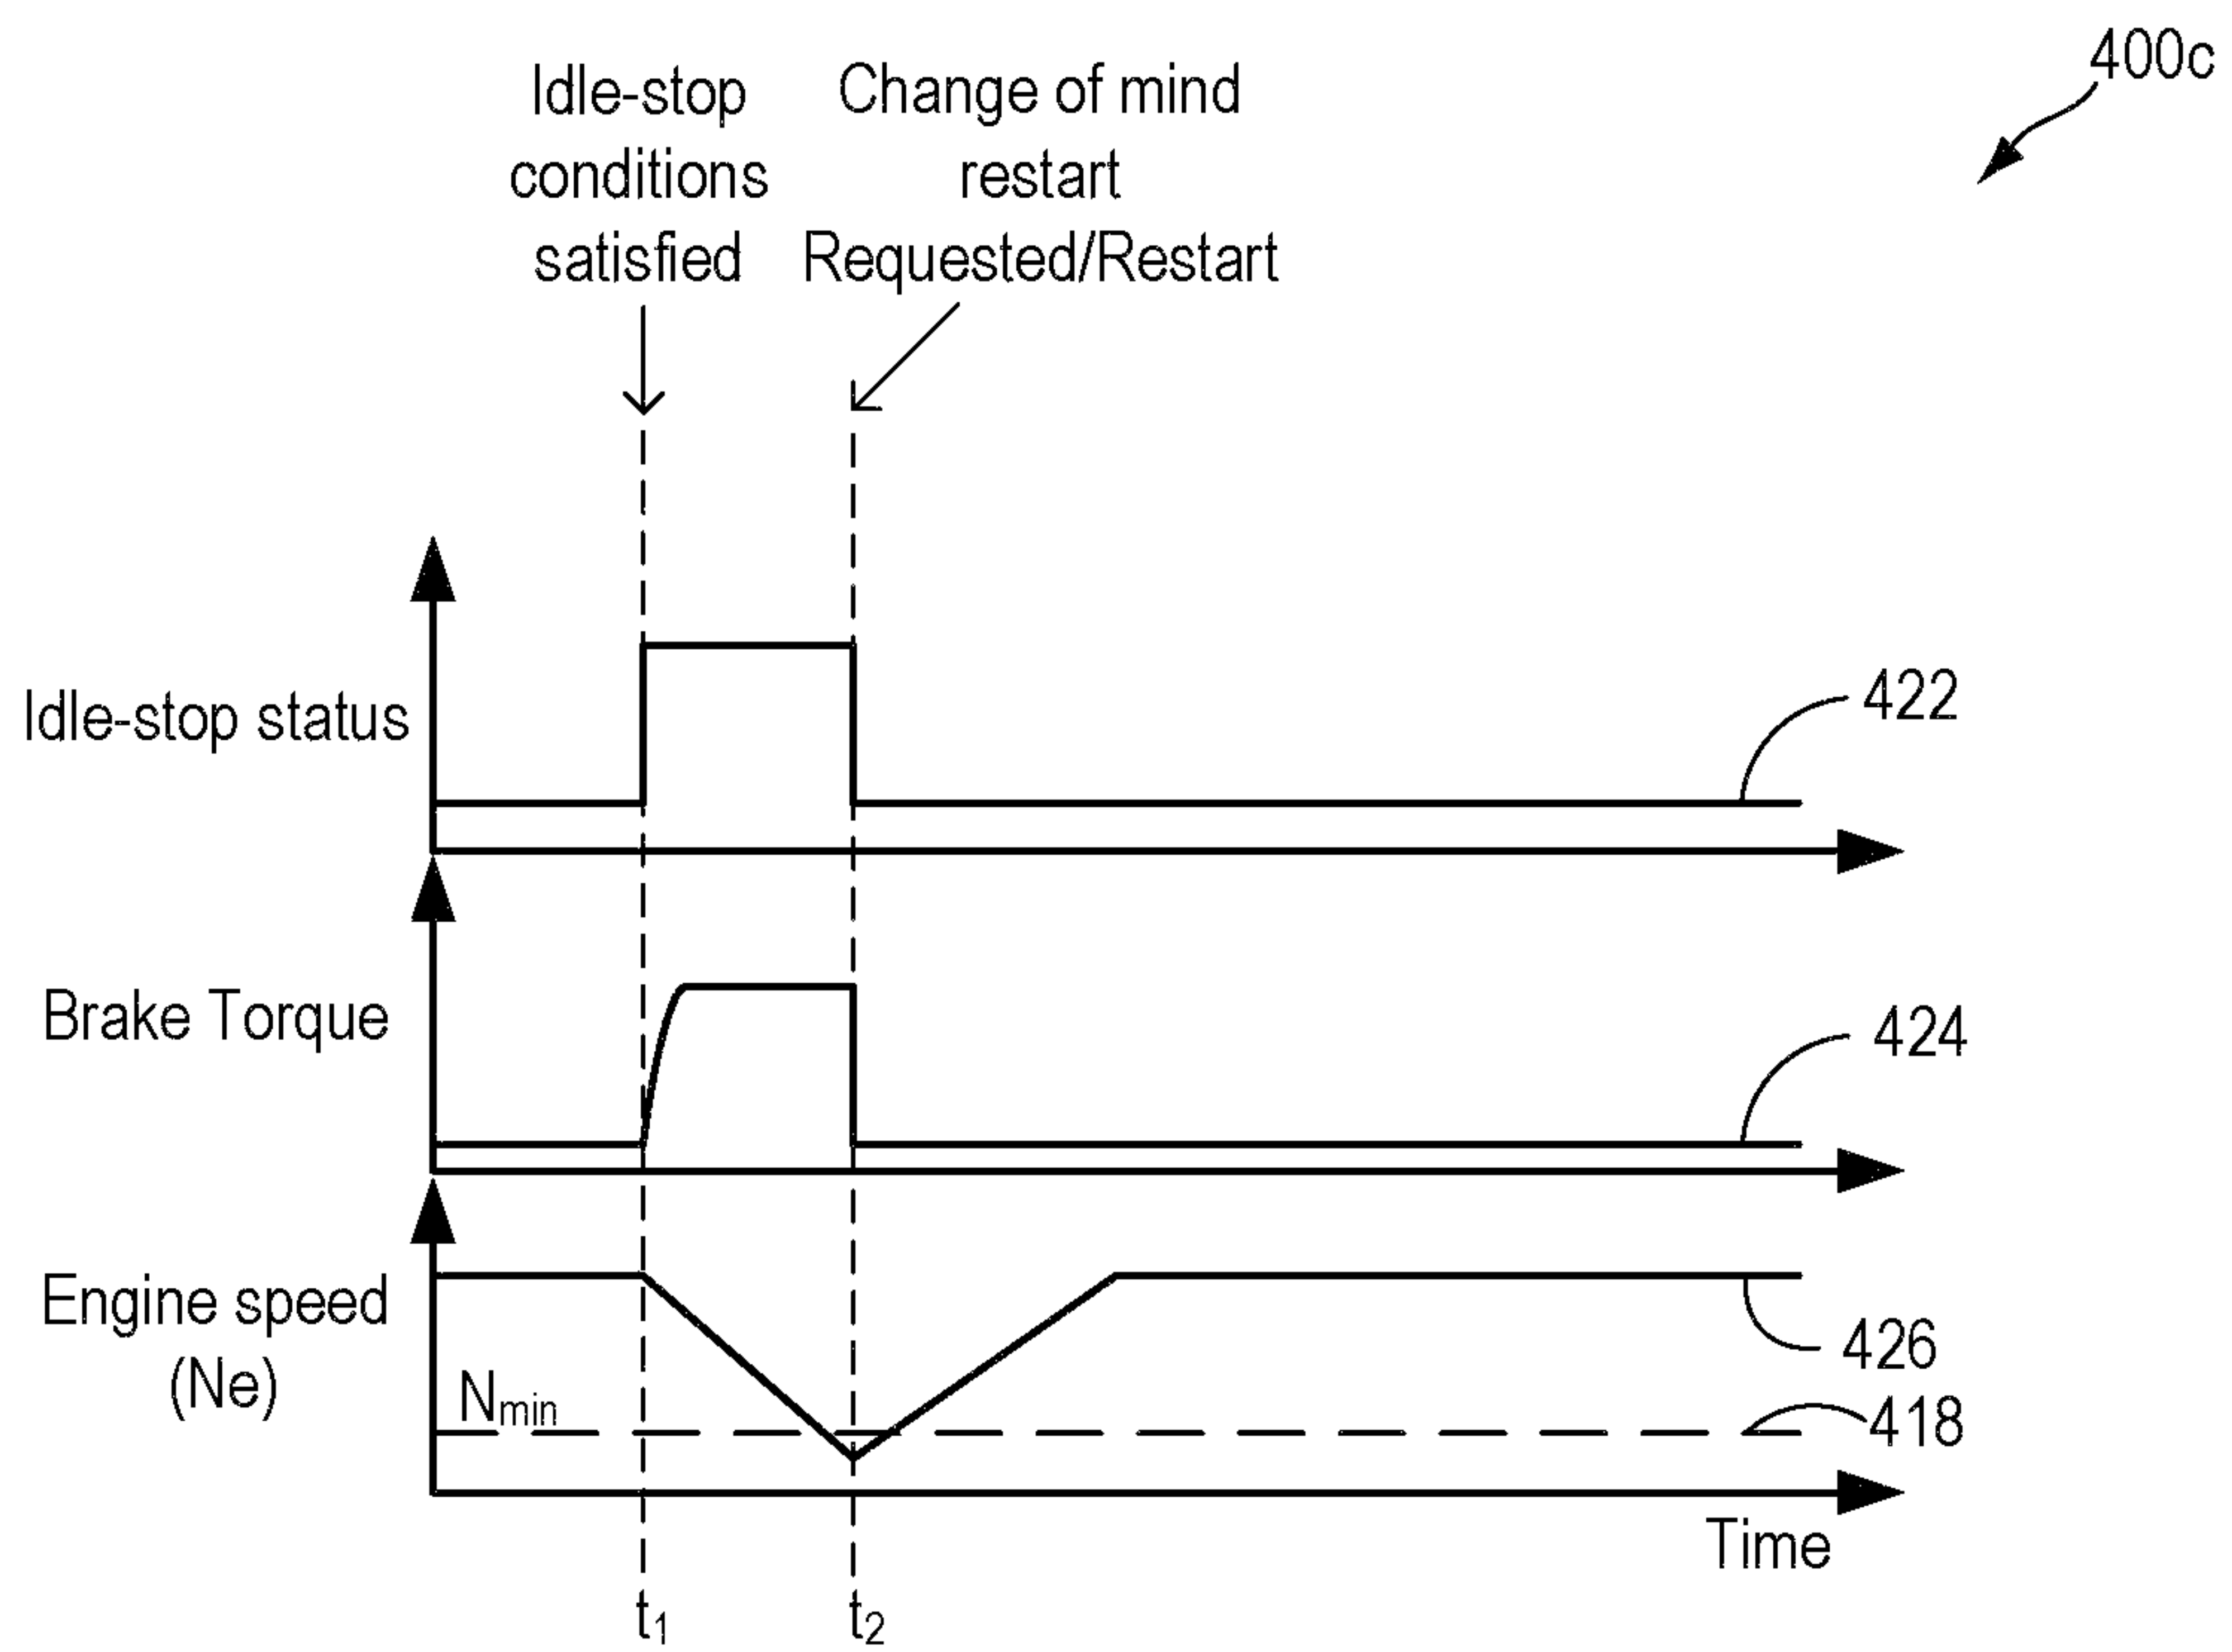 400c
Idle-stop
conditions
satisfied
Change of mind
restart
Requested/Restart
Idle-stop status
422
Brake Torque
424
Engine speed
(Ne)
Nmin
426
418
Time
t1
t2